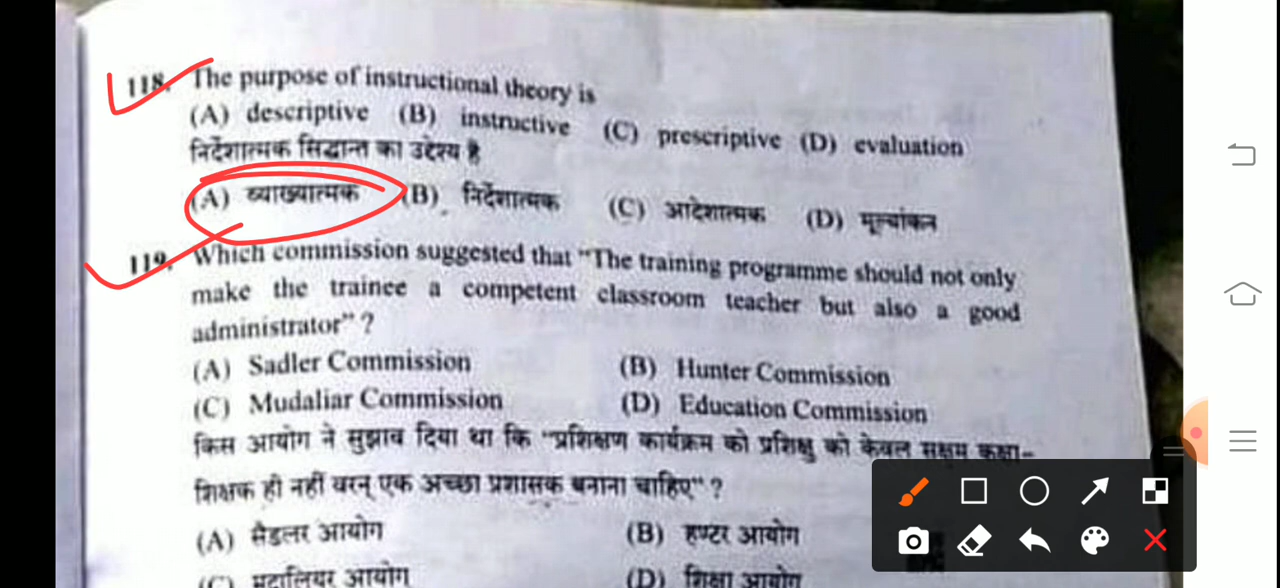 118. The purpose of instructional theory is
(A) descriptive (B) instructive (C) prescriptive (D) evaluation
निर्देशात्मक सिद्धान्त का उद्देश्य है
(A) व्याख्यात्मक (B) निर्देशात्मक (C) आदेशात्मक (D) मूल्यांकन
119. Which commission suggested that "The training programme should not only
make the trainee a competent classroom teacher but also a good
administrator" ?
(A) Sadler Commission (B) Hunter Commission
(C) Mudaliar Commission (D) Education Commission
किस आयोग ने सुझाव दिया था कि "प्रशिक्षण कार्यक्रम को प्रशिक्षु को केवल सक्षम कक्षा-
शिक्षक ही नहीं वरन् एक अच्छा प्रशासक बनाना चाहिए" ?
(A) सैडलर आयोग (B) हण्टर आयोग
(C) मुदालियर आयोग (D) शिक्षा आयोग